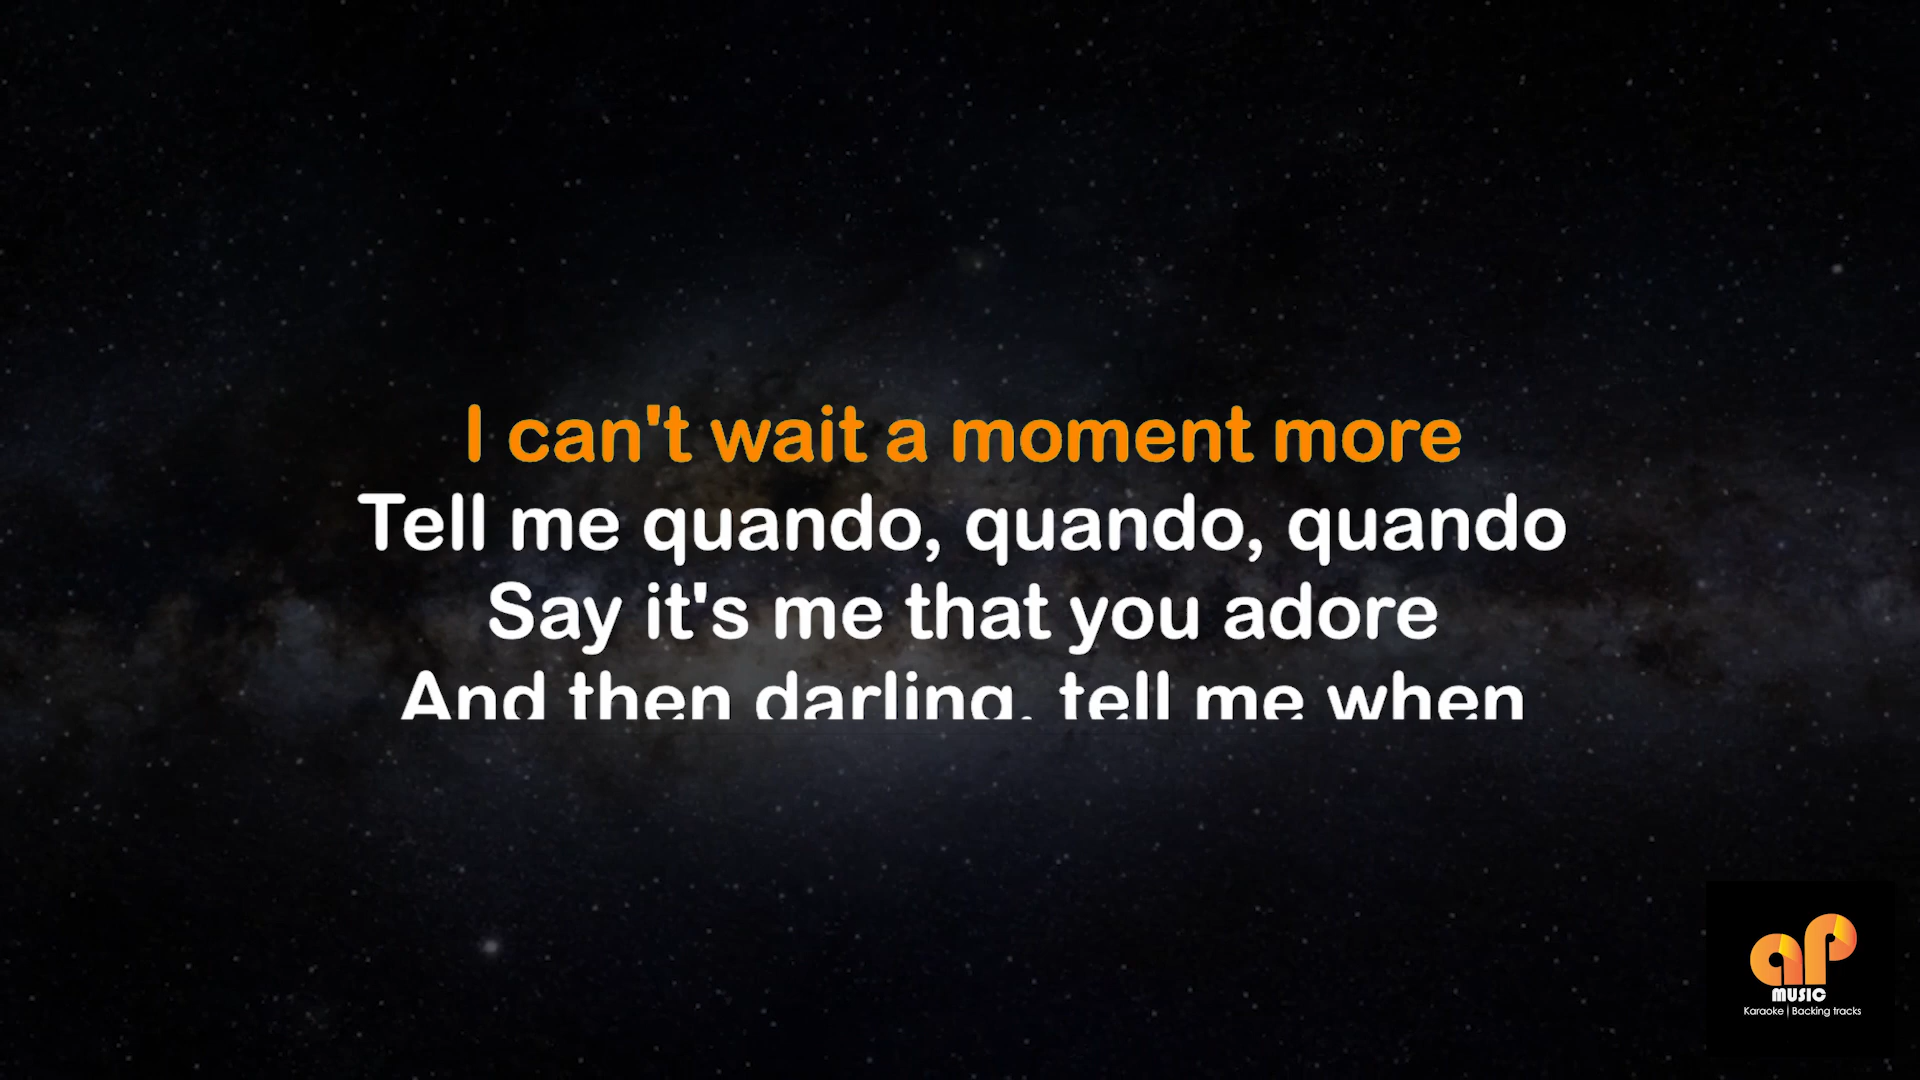 I can't wait a moment more
Tell me quando, quando, quando
Say it's me that you adore
And then darling, tell me when
aP
MUSIC
Karaoke | Backing tracks